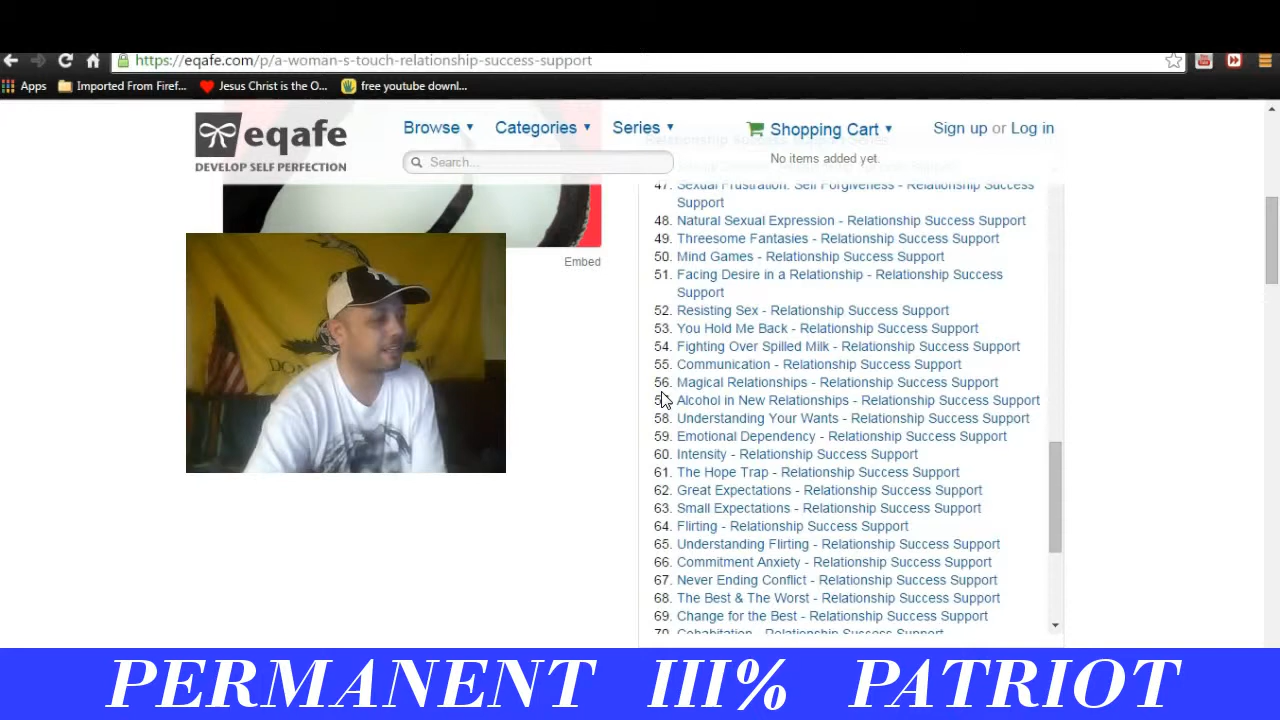 https://eqafe.com/p/a-woman-s-touch-relationship-success-support
Apps Imported From Firef... Jesus Christ is the O... free youtube downl...
eqafe
DEVELOP SELF PERFECTION
Browse Categories Series Shopping Cart Sign up or Log in
Search...
No items added yet.
Embed
47. Sexual Frustration: Self Forgiveness - Relationship Success
Support
48. Natural Sexual Expression - Relationship Success Support
49. Threesome Fantasies - Relationship Success Support
50. Mind Games - Relationship Success Support
51. Facing Desire in a Relationship - Relationship Success
Support
52. Resisting Sex - Relationship Success Support
53. You Hold Me Back - Relationship Success Support
54. Fighting Over Spilled Milk - Relationship Success Support
55. Communication - Relationship Success Support
56. Magical Relationships - Relationship Success Support
Alcohol in New Relationships - Relationship Success Support
58. Understanding Your Wants - Relationship Success Support
59. Emotional Dependency - Relationship Success Support
60. Intensity - Relationship Success Support
61. The Hope Trap - Relationship Success Support
62. Great Expectations - Relationship Success Support
63. Small Expectations - Relationship Success Support
64. Flirting - Relationship Success Support
65. Understanding Flirting - Relationship Success Support
66. Commitment Anxiety - Relationship Success Support
67. Never Ending Conflict - Relationship Success Support
68. The Best & The Worst - Relationship Success Support
69. Change for the Best - Relationship Success Support
70. Cohabitation - Relationship Success Support
PERMANENT III% PATRIOT